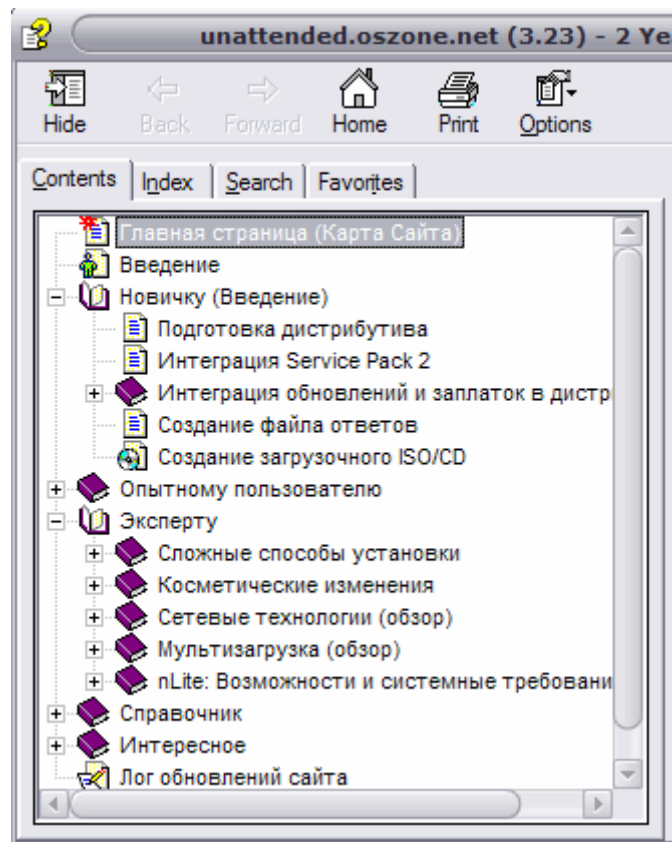 unattended.oszone.net (3.23) - 2 Ye
Hide Back Forward Home Print Options
Contents Index Search Favorites
Главная страница (Карта Сайта)
Введение
Новичку (Введение)
Подготовка дистрибутива
Интеграция Service Pack 2
Интеграция обновлений и заплаток в дистр
Создание файла ответов
Создание загрузочного ISO/CD
Опытному пользователю
Эксперту
Сложные способы установки
Косметические изменения
Сетевые технологии (обзор)
Мультизагрузка (обзор)
nLite: Возможности и системные требовани
Справочник
Интересное
Лог обновлений сайта